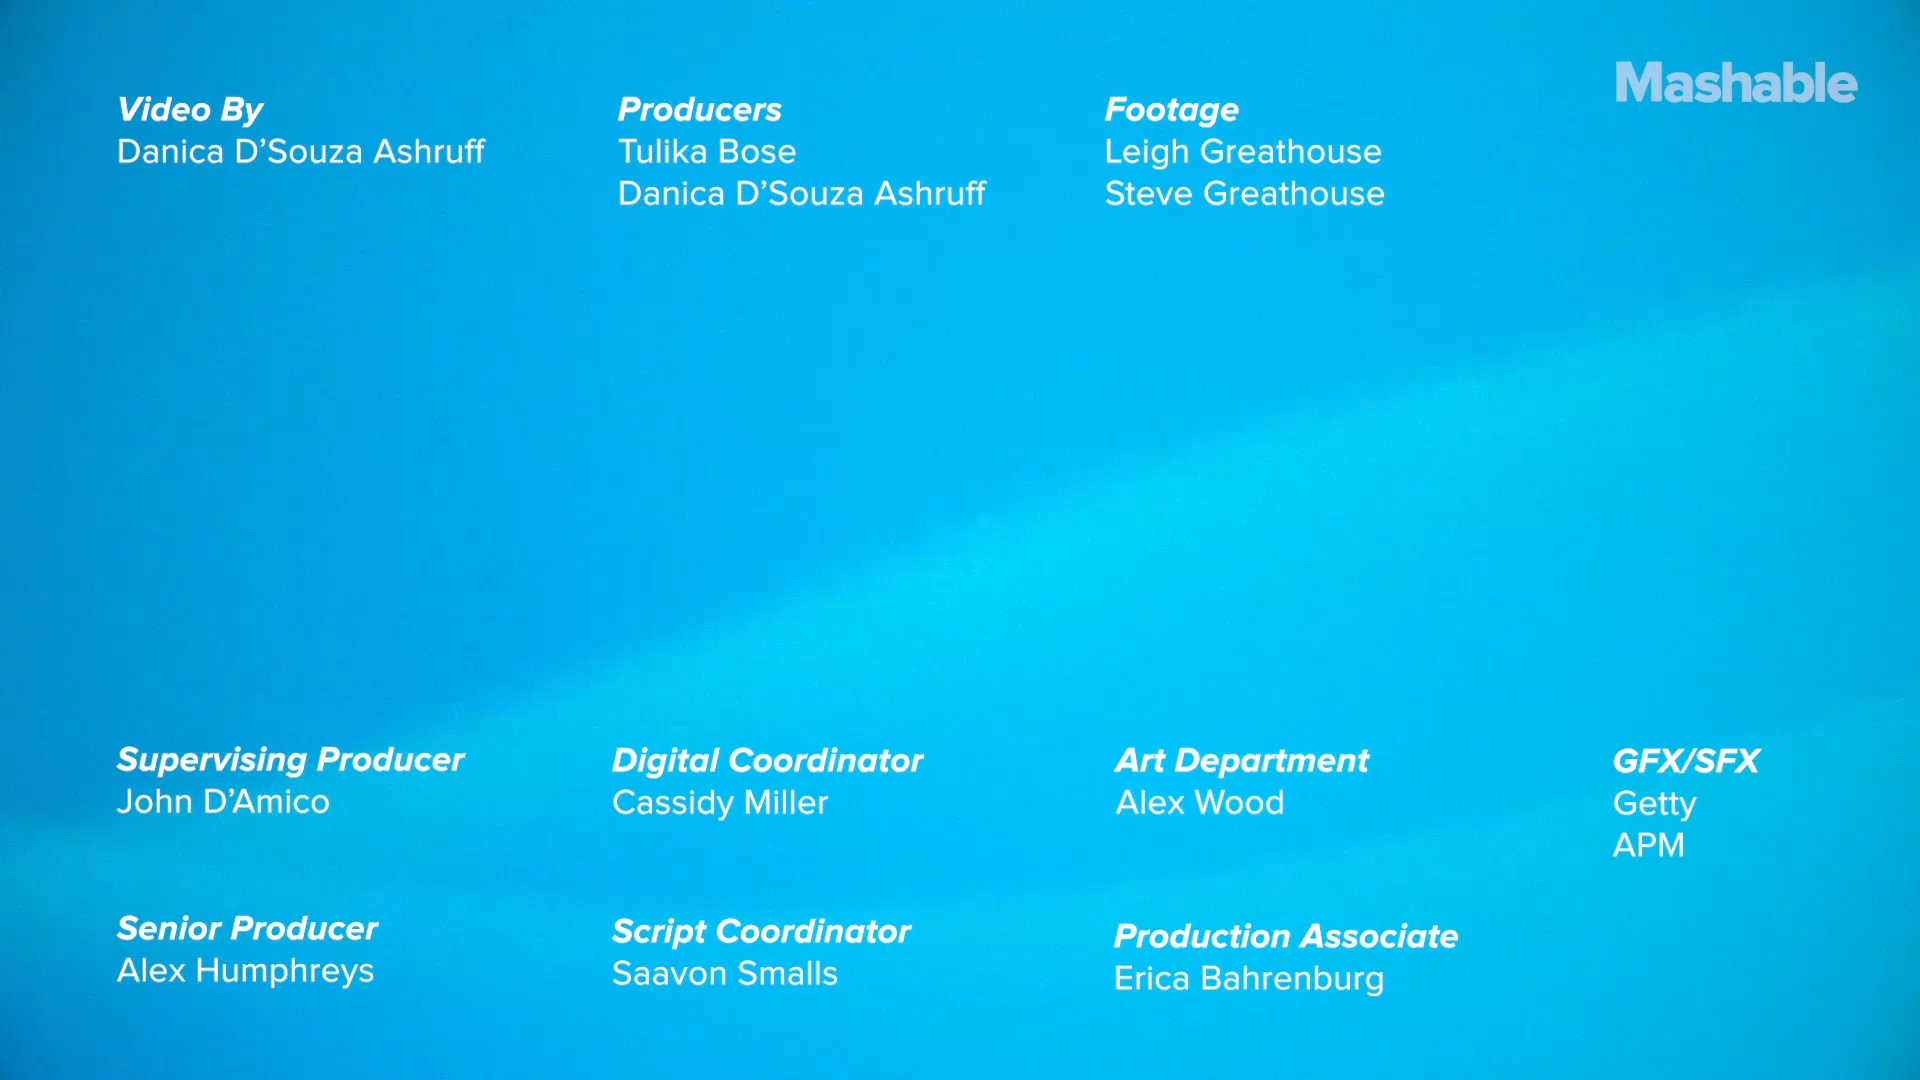 Mashable
Video By
Danica D’Souza Ashruff
Producers
Tulika Bose
Danica D’Souza Ashruff
Footage
Leigh Greathouse
Steve Greathouse
Supervising Producer
John D’Amico
Digital Coordinator
Cassidy Miller
Art Department
Alex Wood
GFX/SFX
Getty
APM
Senior Producer
Alex Humphreys
Script Coordinator
Saavon Smalls
Production Associate
Erica Bahrenburg